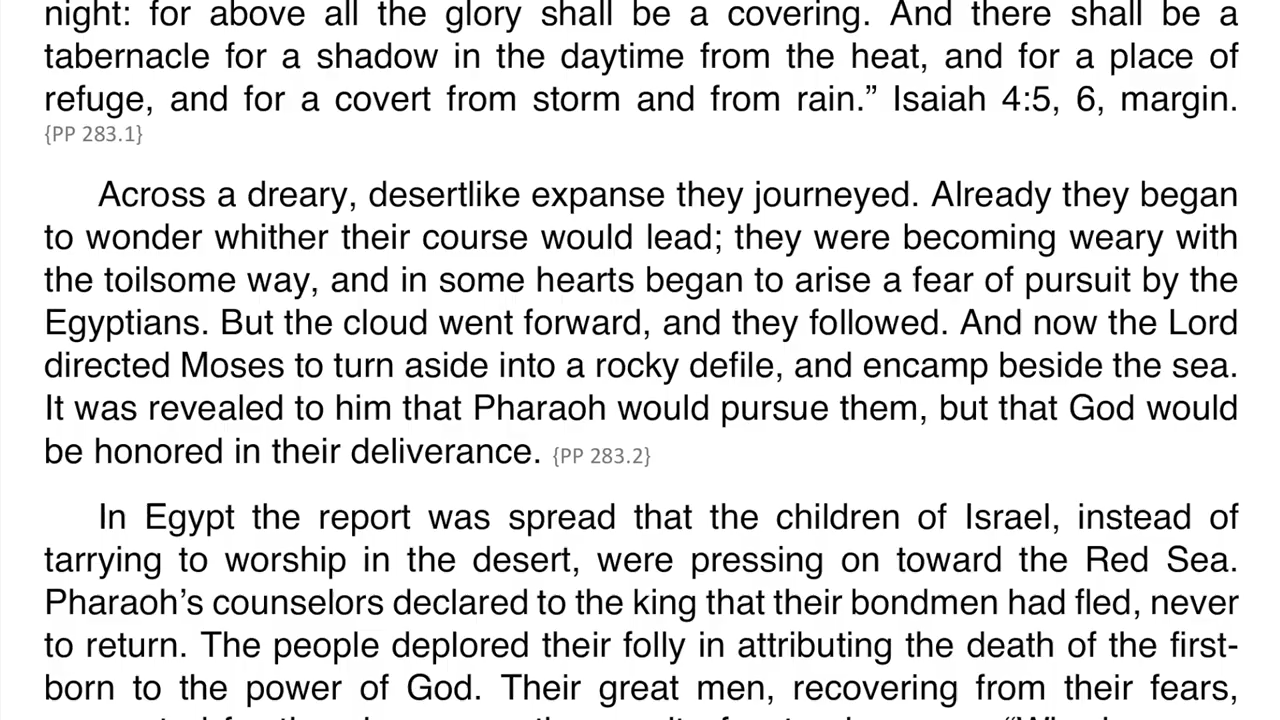 night: for above all the glory shall be a covering. And there shall be a
tabernacle for a shadow in the daytime from the heat, and for a place of
refuge, and for a covert from storm and from rain.” Isaiah 4:5, 6, margin.
{PP 283.1}
Across a dreary, desertlike expanse they journeyed. Already they began
to wonder whither their course would lead; they were becoming weary with
the toilsome way, and in some hearts began to arise a fear of pursuit by the
Egyptians. But the cloud went forward, and they followed. And now the Lord
directed Moses to turn aside into a rocky defile, and encamp beside the sea.
It was revealed to him that Pharaoh would pursue them, but that God would
be honored in their deliverance. {PP 283.2}
In Egypt the report was spread that the children of Israel, instead of
tarrying to worship in the desert, were pressing on toward the Red Sea.
Pharaoh’s counselors declared to the king that their bondmen had fled, never
to return. The people deplored their folly in attributing the death of the first-
born to the power of God. Their great men, recovering from their fears,